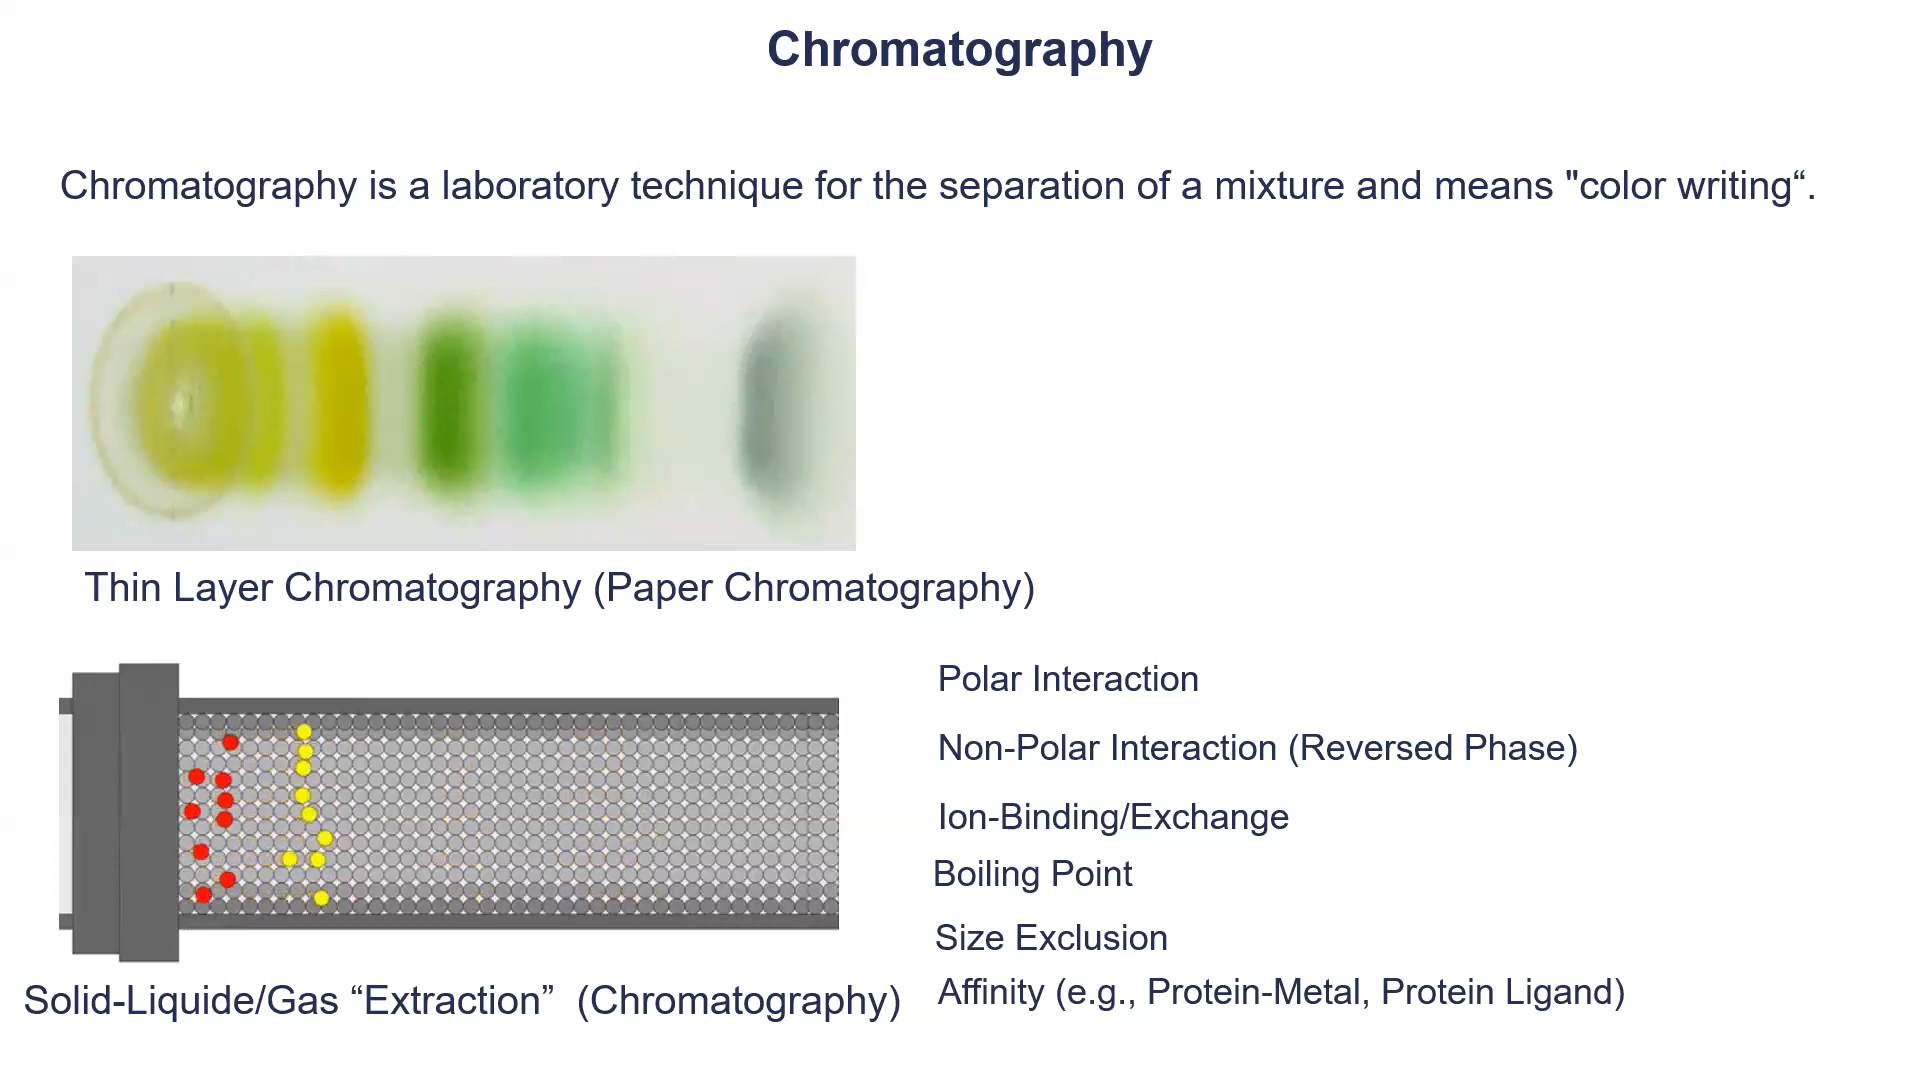 Chromatography
Chromatography is a laboratory technique for the separation of a mixture and means "color writing“.
Thin Layer Chromatography (Paper Chromatography)
Polar Interaction
Non-Polar Interaction (Reversed Phase)
Ion-Binding/Exchange
Boiling Point
Size Exclusion
Affinity (e.g., Protein-Metal, Protein Ligand)
Solid-Liquide/Gas “Extraction” (Chromatography)